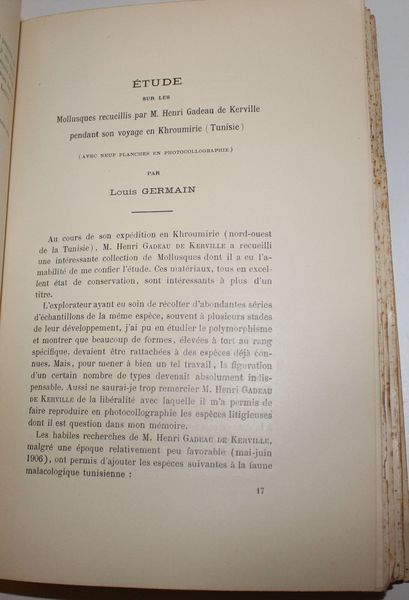 ÉTUDE
SUR LES
Mollusques recueillis par M. Henri Gadeau de Kerville
pendant son voyage en Khroumirie (Tunisie)
(AVEC NEUF PLANCHES EN PHOTOCOLLOGRAPHIE)
PAR
Louis GERMAIN
Au cours de son expédition en Khroumirie (nord-ouest
de la Tunisie), M. Henri GADEAU DE KERVILLE a recueilli
une intéressante collection de Mollusques dont il a eu l'a-
mabilité de me confier l'étude. Ces matériaux, tous en excel-
lent état de conservation, sont intéressants à plus d'un
titre.
L'explorateur ayant eu soin de récolter d'abondantes séries
d'échantillons de la même espèce, souvent à plusieurs stades
de leur développement, j'ai pu en étudier le polymorphisme
et montrer que beaucoup de formes, élevées à tort au rang
spécifique, devaient être rattachées à des espèces déjà con-
nues. Mais, pour mener à bien un tel travail, la figuration
d'un certain nombre de types devenait absolument indis-
pensable. Aussi ne saurai-je trop remercier M. Henri GADEAU
DE KERVILLE de la libéralité avec laquelle il m'a permis de
faire reproduire en photocollographie les espèces litigieuses
dont il est question dans mon mémoire.
Les habiles recherches de M. Henri GADEAU DE KERVILLE,
malgré une époque relativement peu favorable (mai-juin
1906), ont permis d'ajouter les espèces suivantes à la faune
malacologique tunisienne :
17